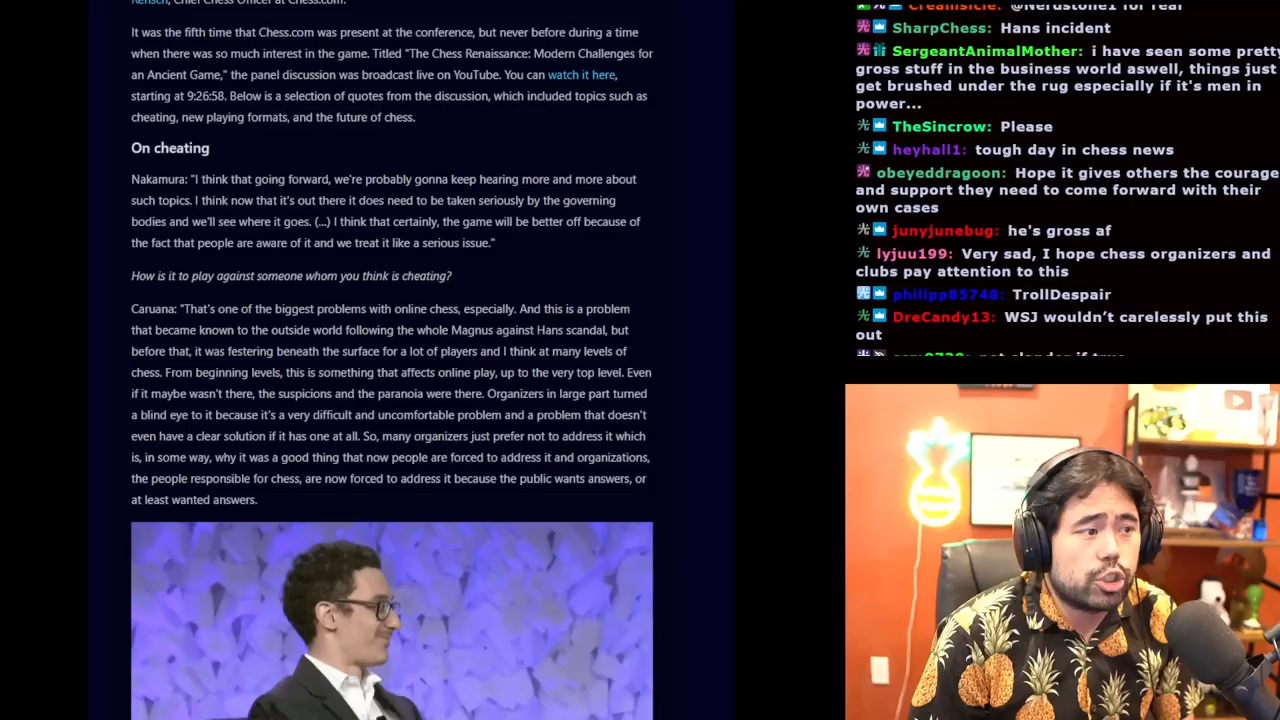 Rensch, Chief Chess Officer at Chess.com.
It was the fifth time that Chess.com was present at the conference, but never before during a time
when there was so much interest in the game. Titled "The Chess Renaissance: Modern Challenges for
an Ancient Game," the panel discussion was broadcast live on YouTube. You can watch it here,
starting at 9:26:58. Below is a selection of quotes from the discussion, which included topics such as
cheating, new playing formats, and the future of chess.
On cheating
Nakamura: "I think that going forward, we're probably gonna keep hearing more and more about
such topics. I think now that it's out there it does need to be taken seriously by the governing
bodies and we'll see where it goes. (...) I think that certainly, the game will be better off because of
the fact that people are aware of it and we treat it like a serious issue."
How is it to play against someone whom you think is cheating?
Caruana: "That's one of the biggest problems with online chess, especially. And this is a problem
that became known to the outside world following the whole Magnus against Hans scandal, but
before that, it was festering beneath the surface for a lot of players and I think at many levels of
chess. From beginning levels, this is something that affects online play, up to the very top level. Even
if it maybe wasn't there, the suspicions and the paranoia were there. Organizers in large part turned
a blind eye to it because it's a very difficult and uncomfortable problem and a problem that doesn't
even have a clear solution if it has one at all. So, many organizers just prefer not to address it which
is, in some way, why it was a good thing that now people are forced to address it and organizations,
the people responsible for chess, are now forced to address it because the public wants answers, or
at least wanted answers.
Creamsicle: @Nerdstone1 for real
SharpChess: Hans incident
SergeantAnimalMother: i have seen some pretty
gross stuff in the business world aswell, things just
get brushed under the rug especially if it's men in
power...
TheSincrow: Please
heyhall1: tough day in chess news
obeyeddragoon: Hope it gives others the courage
and support they need to come forward with their
own cases
junyjunebug: he's gross af
lyjuu199: Very sad, I hope chess organizers and
clubs pay attention to this
philipp85748: TrollDespair
DreCandy13: WSJ wouldn't carelessly put this
out
not slander if true